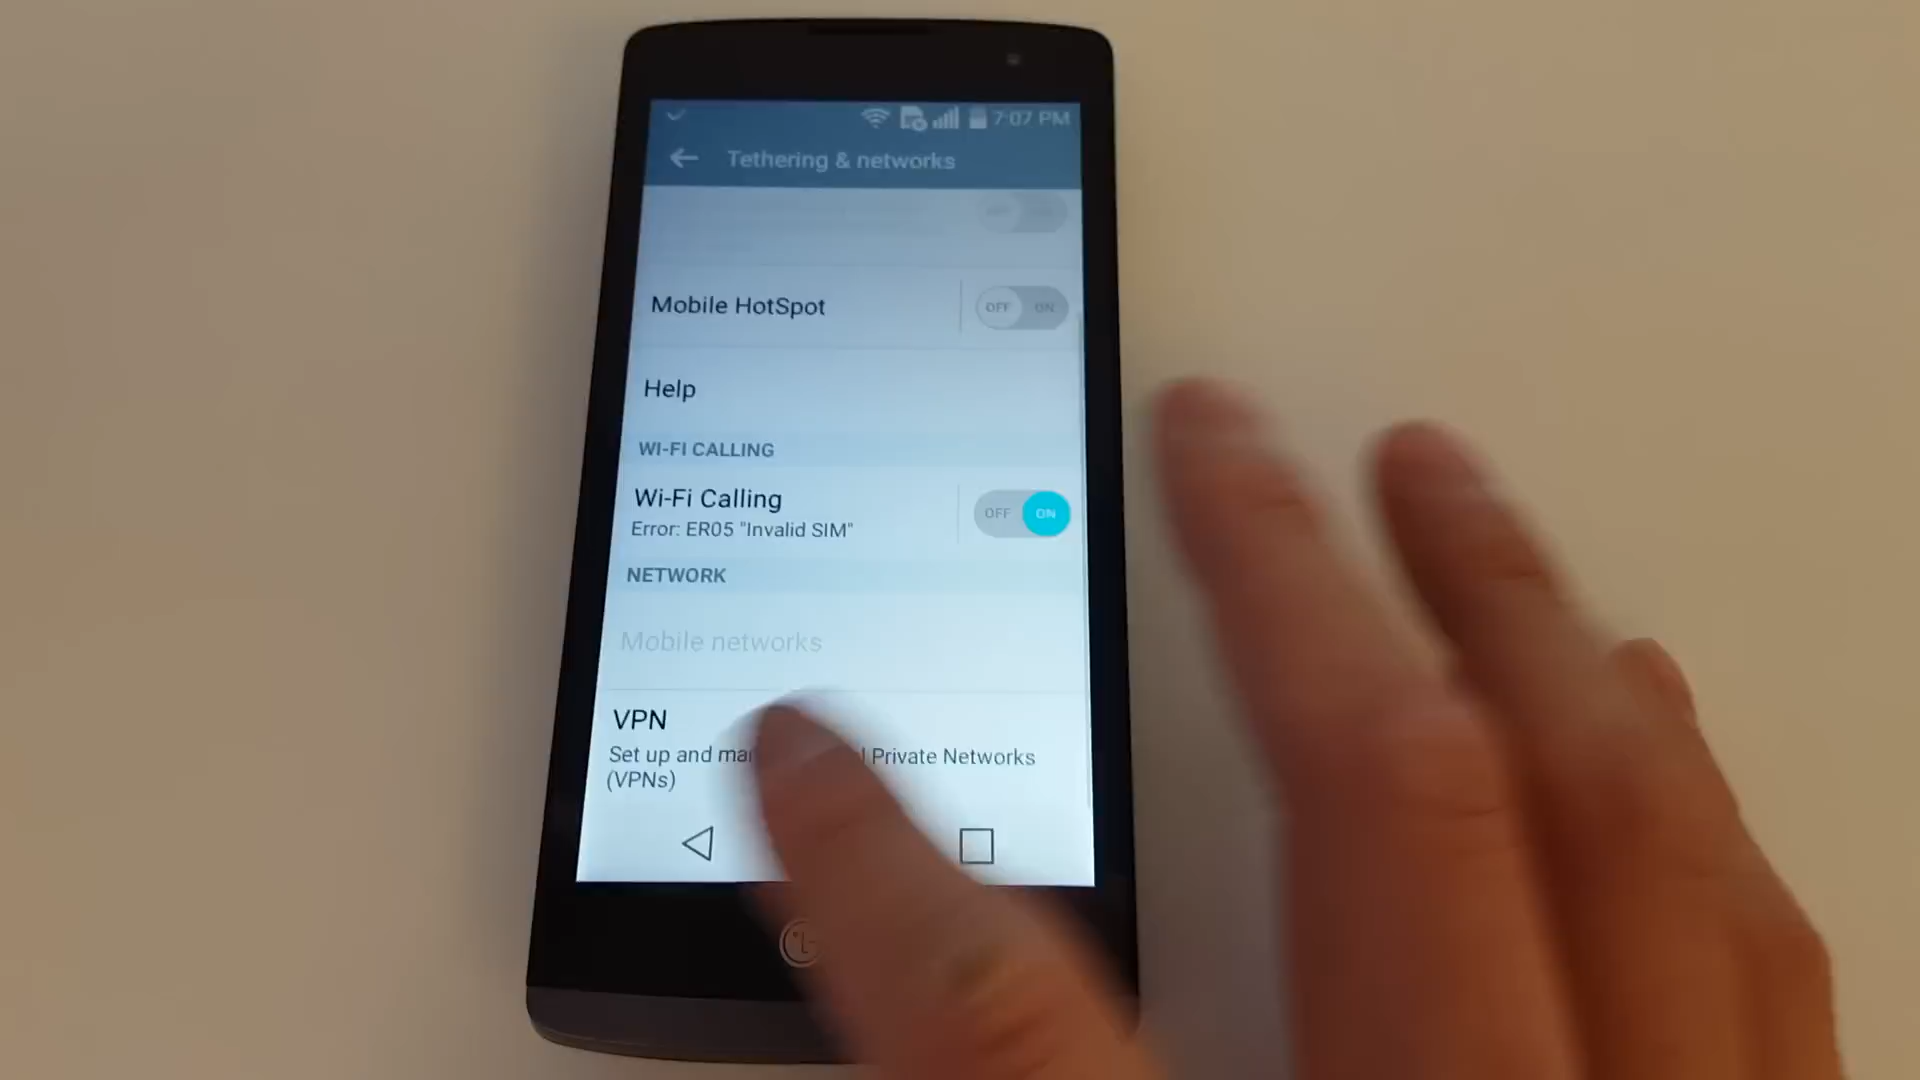 7:07 PM
Tethering & networks
Mobile HotSpot
OFF ON
Help
WI-FI CALLING
Wi-Fi Calling
OFF ON
Error: ER05 "Invalid SIM"
NETWORK
Mobile networks
VPN
Set up and Private Networks
(VPNs)
LG